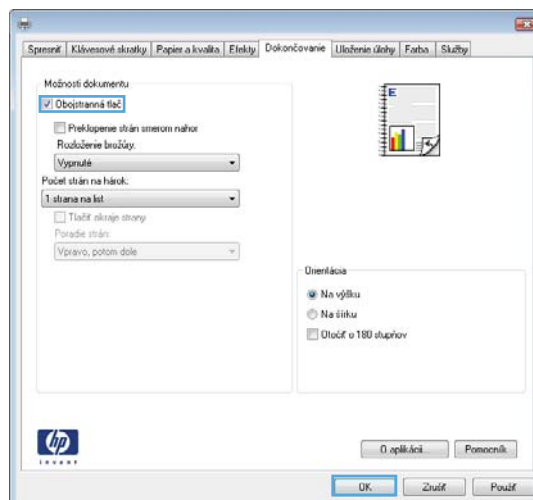 Spresniť Klávesové skratky Papier a kvalita Efekty Dokončovanie Uloženie úlohy Farba Služby
Možnosti dokumentu
Obojstranná tlač
Preklopenie strán smerom nahor
Rozloženie brožúry:
Vypnuté
Počet strán na hárok:
1 strana na list
Tlačiť okraje strany
Poradie strán:
Vpravo, potom dole
E
Orientácia
Na výšku
Na šírku
Otočiť o 180 stupňov
hp
invent
O aplikácii...
Pomocník
OK
Zrušiť
Použiť